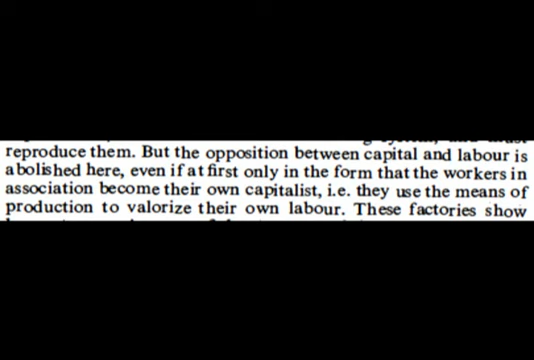 reproduce them. But the opposition between capital and labour is
abolished here, even if at first only in the form that the workers in
association become their own capitalist, i.e. they use the means of
production to valorize their own labour. These factories show